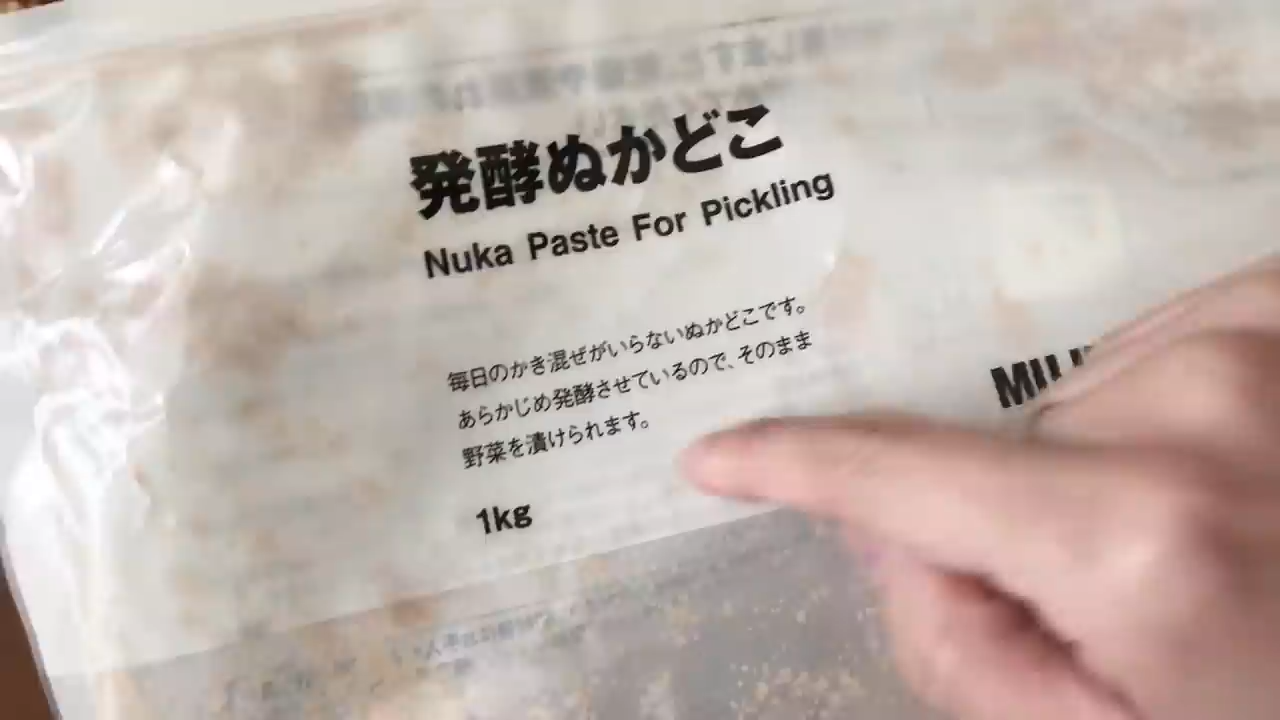 発酵ぬかどこ
Nuka Paste For Pickling
毎日のかき混ぜがいらないぬかどこです。
あらかじめ発酵させているので、そのまま
野菜を漬けられます。
1kg